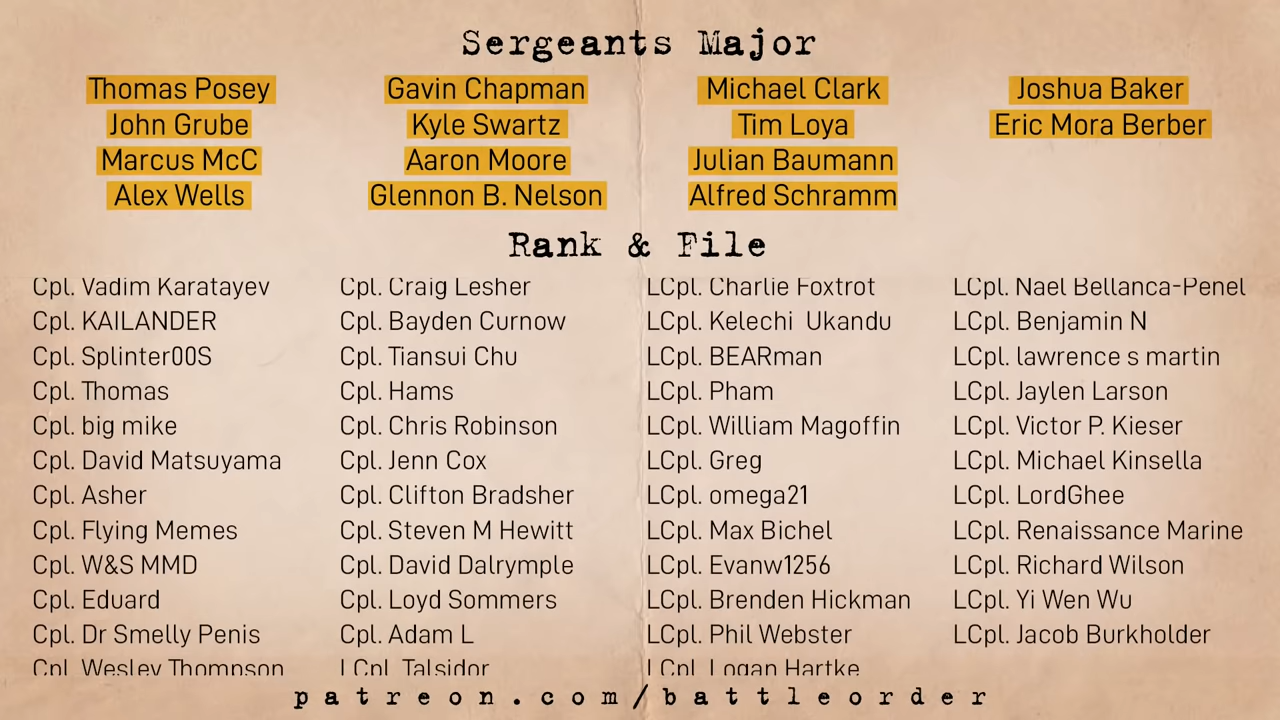 Sergeants Major
Thomas Posey
John Grube
Marcus McC
Alex Wells
Gavin Chapman
Kyle Swartz
Aaron Moore
Glennon B. Nelson
Michael Clark
Tim Loya
Julian Baumann
Alfred Schramm
Joshua Baker
Eric Mora Berber
Rank & File
Cpl. Vadim Karatayev
Cpl. KAILANDER
Cpl. Splinter00S
Cpl. Thomas
Cpl. big mike
Cpl. David Matsuyama
Cpl. Asher
Cpl. Flying Memes
Cpl. W&S MMD
Cpl. Eduard
Cpl. Dr Smelly Penis
Cpl. Wesley Thompson
Cpl. Craig Lesher
Cpl. Bayden Curnow
Cpl. Tiansui Chu
Cpl. Hams
Cpl. Chris Robinson
Cpl. Jenn Cox
Cpl. Clifton Bradsher
Cpl. Steven M Hewitt
Cpl. David Dalrymple
Cpl. Loyd Sommers
Cpl. Adam L
LCpl. Talsidor
LCpl. Charlie Foxtrot
LCpl. Kelechi Ukandu
LCpl. BEARman
LCpl. Pham
LCpl. William Magoffin
LCpl. Greg
LCpl. omega21
LCpl. Max Bichel
LCpl. Evanw1256
LCpl. Brenden Hickman
LCpl. Phil Webster
LCpl. Logan Hartke
LCpl. Nael Bellanca-Penel
LCpl. Benjamin N
LCpl. lawrence s martin
LCpl. Jaylen Larson
LCpl. Victor P. Kieser
LCpl. Michael Kinsella
LCpl. LordGhee
LCpl. Renaissance Marine
LCpl. Richard Wilson
LCpl. Yi Wen Wu
LCpl. Jacob Burkholder
patreon.com/battleorder